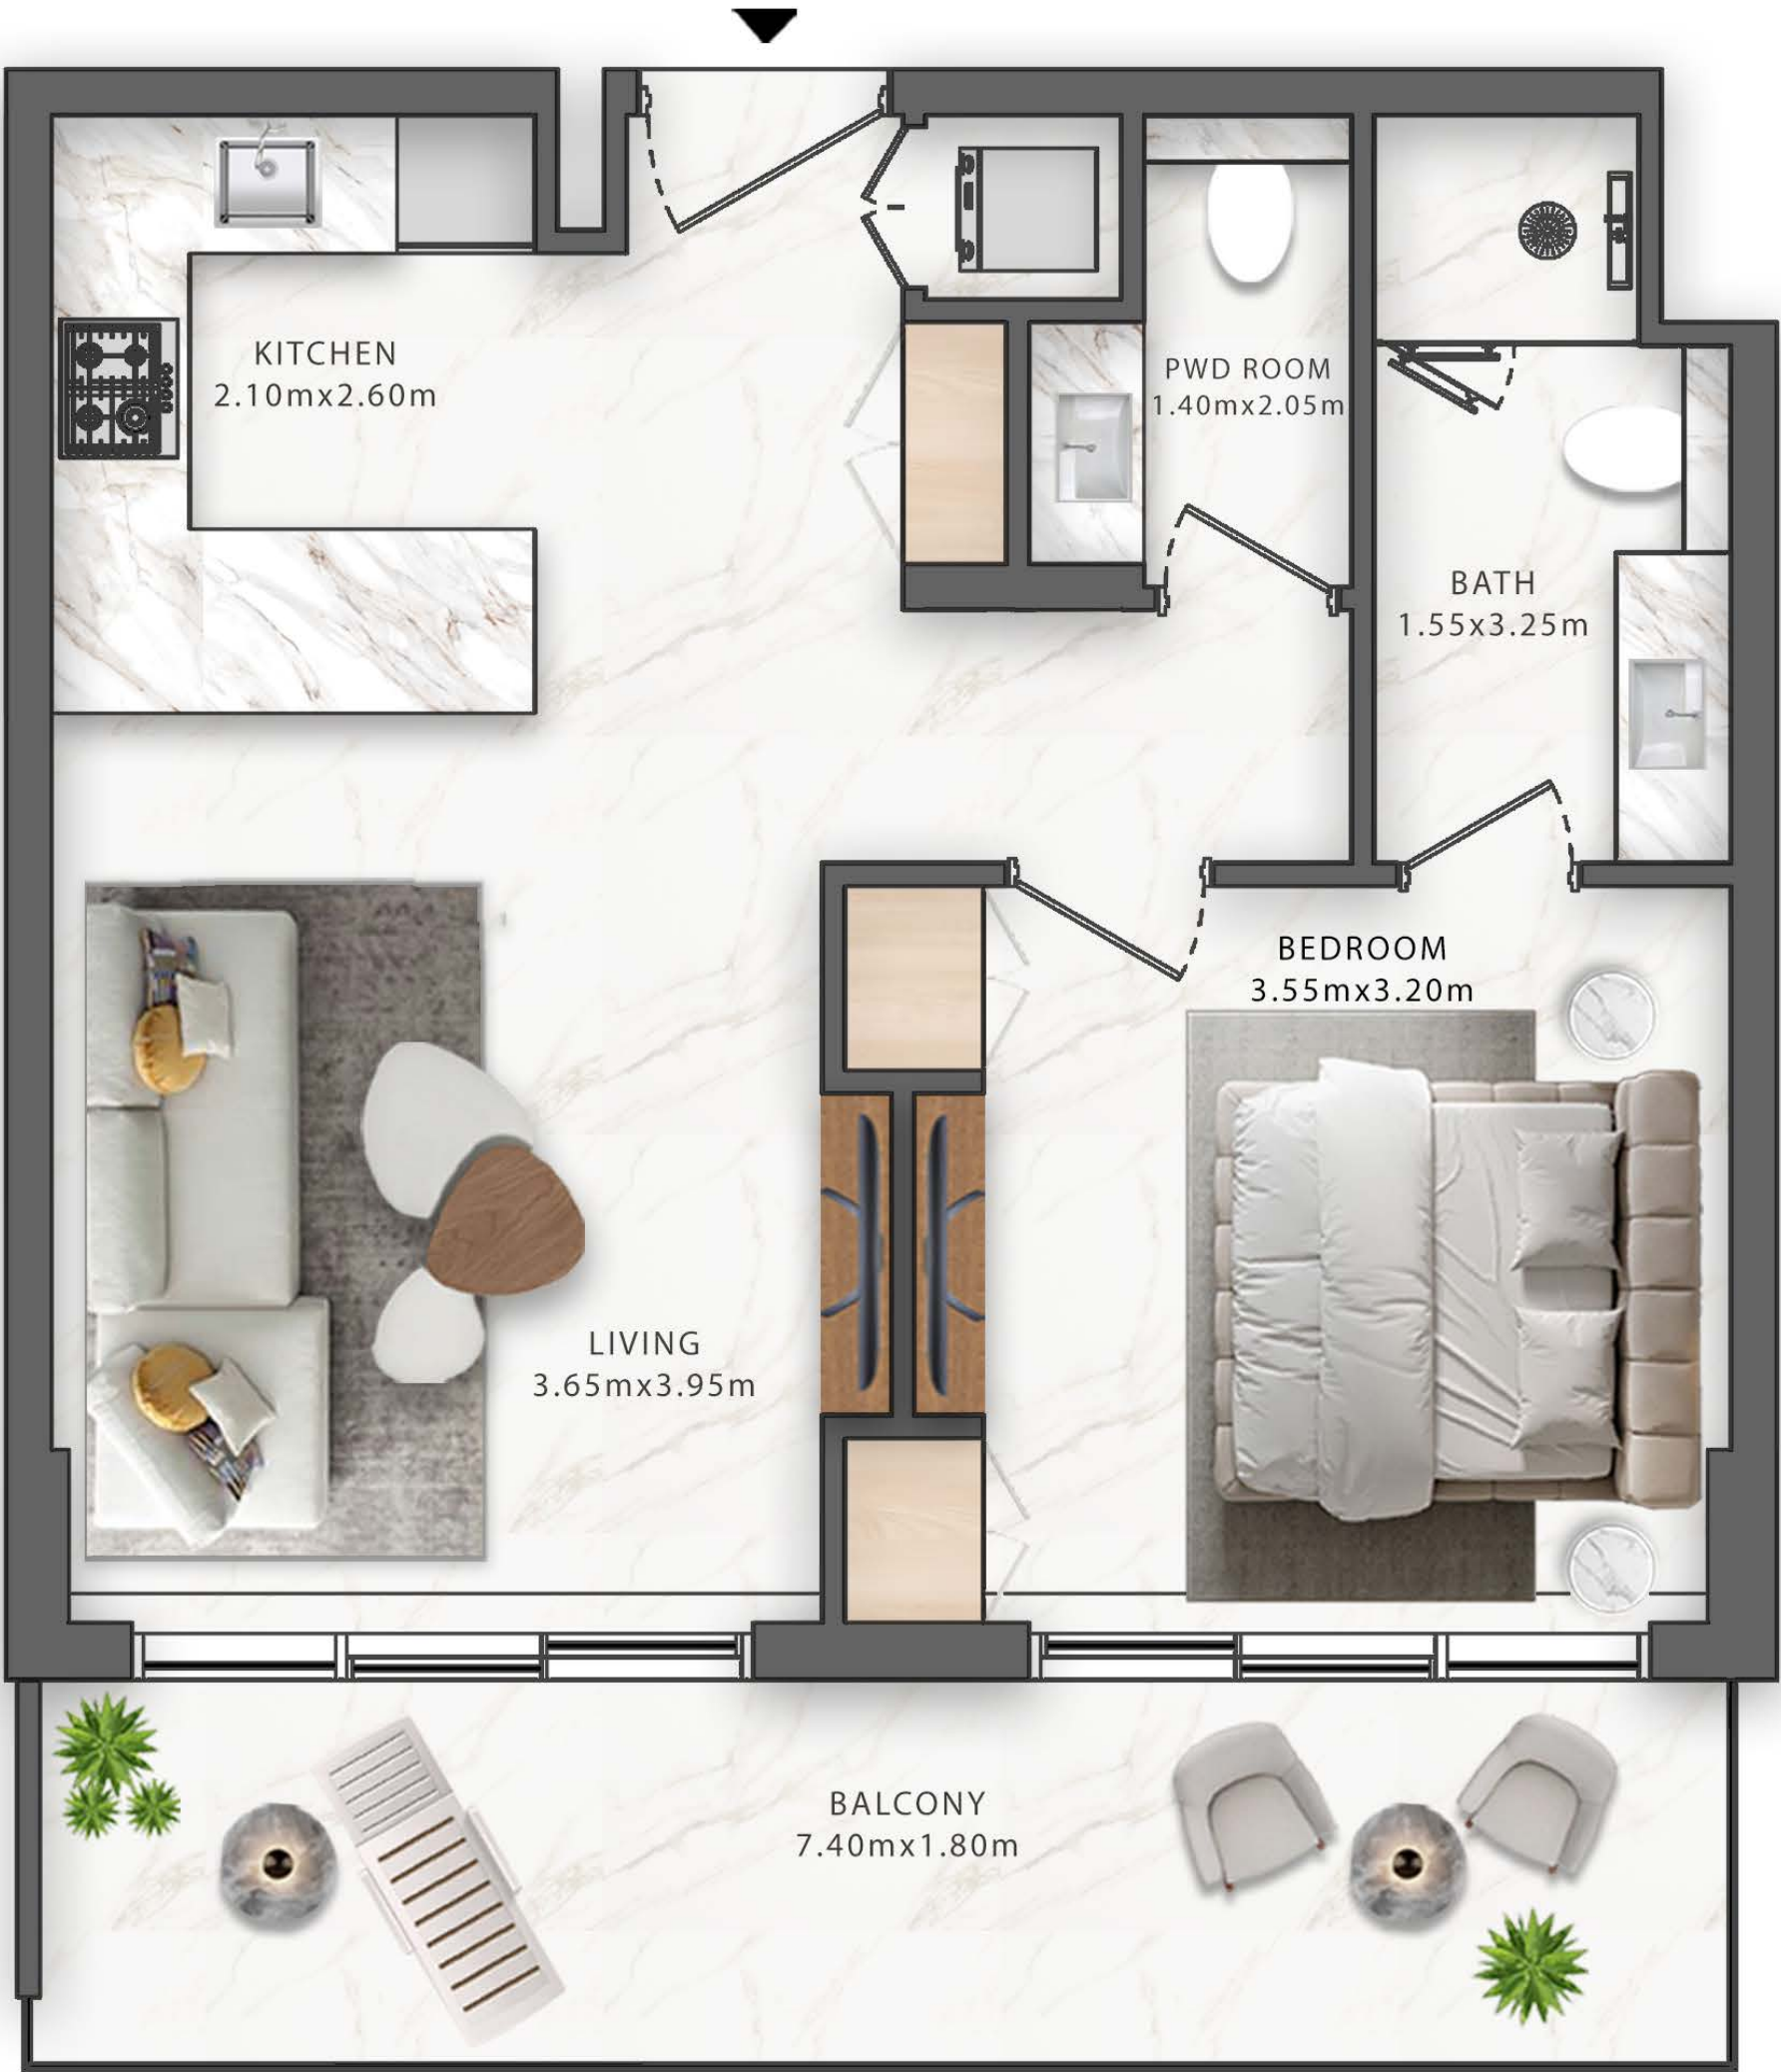 KITCHEN
2.10mx2.60m
PWD ROOM
1.40mx2.05m
BATH
1.55x3.25m
BEDROOM
3.55mx3.20m
LIVING
3.65mx3.95m
BALCONY
7.40mx1.80m